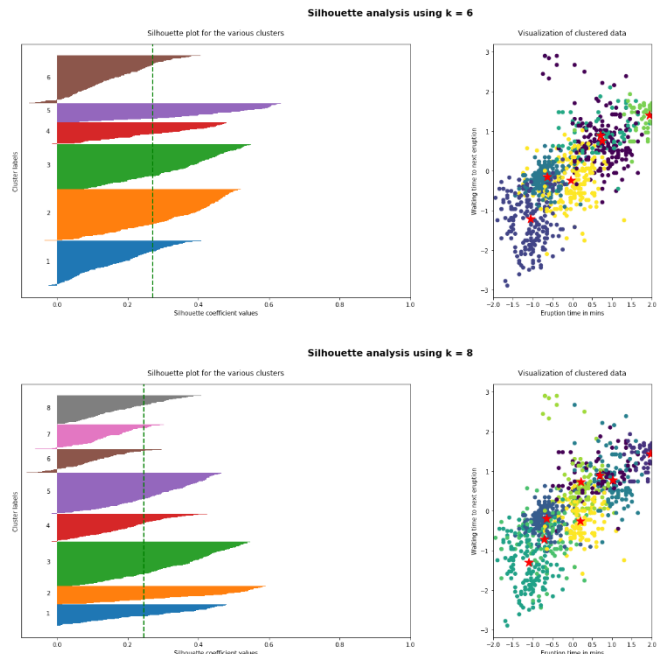 Silhouette analysis using k = 6
Silhouette plot for the various clusters
Cluster labels
6
5
4
3
2
1
0.0 0.2 0.4 0.6 0.8 1.0
Silhouette coefficient values
Visualization of clustered data
Waiting time to next eruption
3
2
1
0
−1
−2
−3
−2.0 −1.5 −1.0 −0.5 0.0 0.5 1.0 1.5 2.0
Eruption time in mins
Silhouette analysis using k = 8
Silhouette plot for the various clusters
Cluster labels
8
7
6
5
4
3
2
1
0.0 0.2 0.4 0.6 0.8 1.0
Silhouette coefficient values
Visualization of clustered data
Waiting time to next eruption
3
2
1
0
−1
−2
−3
−2.0 −1.5 −1.0 −0.5 0.0 0.5 1.0 1.5 2.0
Eruption time in mins